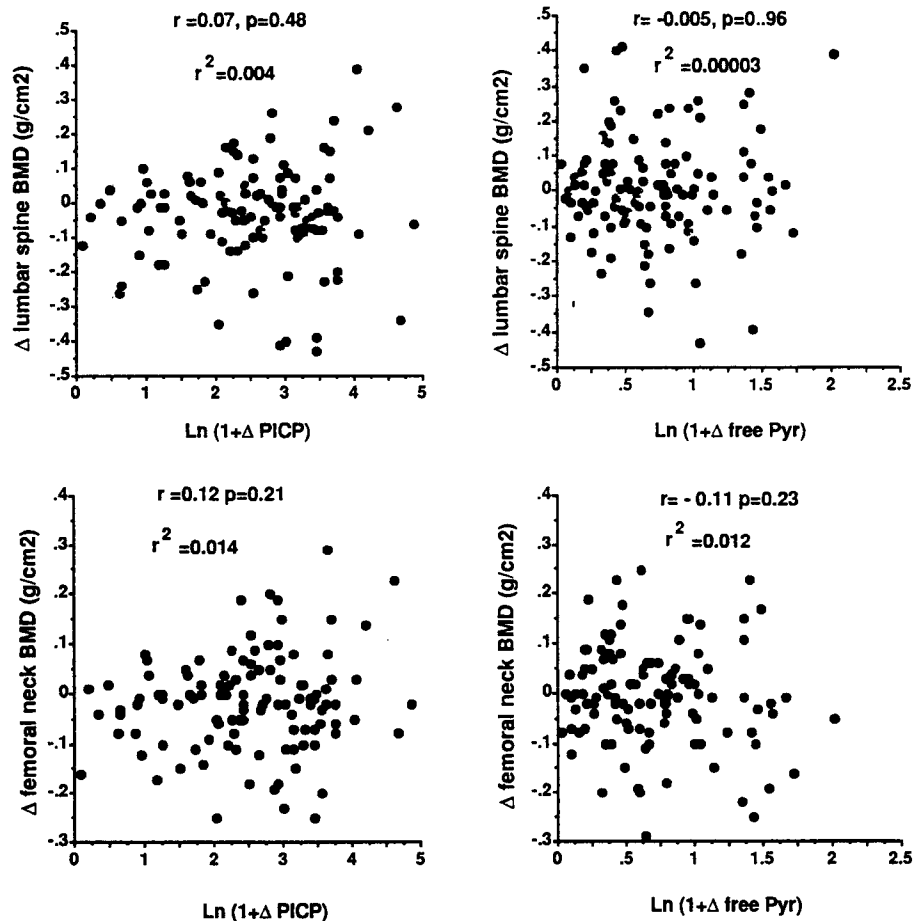 r =0.07, p=0.48
r² =0.004
Δ lumbar spine BMD (g/cm2)
.5
.4
.3
.2
.1
0
-.1
-.2
-.3
-.4
-.5
0 1 2 3 4 5
Ln (1+Δ PICP)
r= -0.005, p=0..96
r² =0.00003
Δ lumbar spine BMD (g/cm2)
.5
.4
.3
.2
.1
0
-.1
-.2
-.3
-.4
-.5
0 .5 1 1.5 2 2.5
Ln (1+Δ free Pyr)
r =0.12 p=0.21
r² =0.014
Δ femoral neck BMD (g/cm2)
.4
.3
.2
.1
0
-.1
-.2
-.3
0 1 2 3 4 5
Ln (1+Δ PICP)
r= - 0.11 p=0.23
r² =0.012
Δ femoral neck BMD (g/cm2)
.4
.3
.2
.1
0
-.1
-.2
-.3
0 .5 1 1.5 2 2.5
Ln (1+Δ free Pyr)